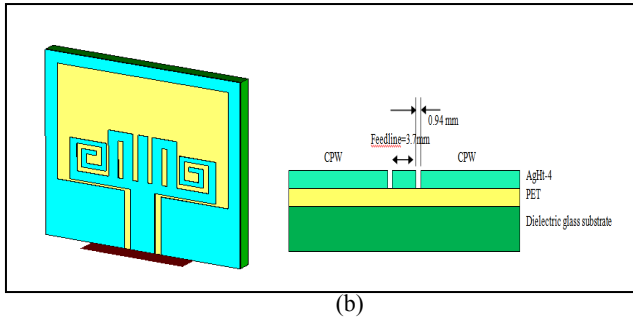 0.94 mm
Feedline=3.7mm
CPW CPW
AgHt-4
PET
Dielectric glass substrate
(b)